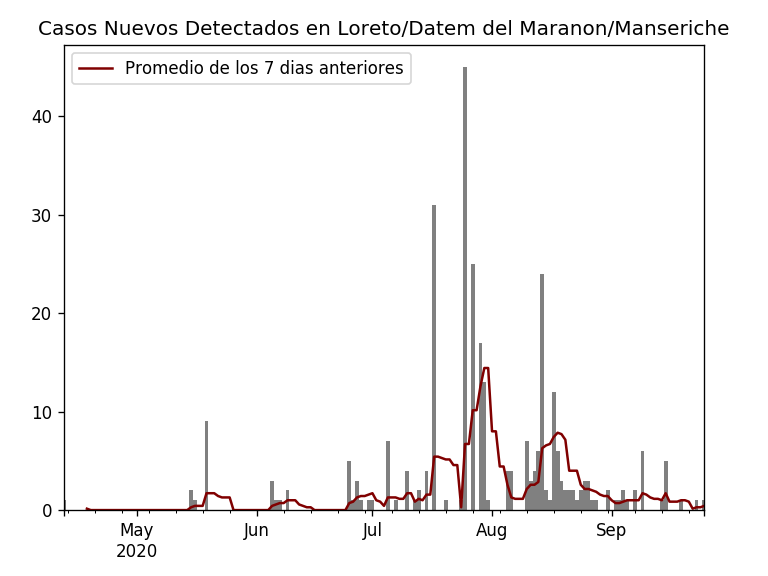 Casos Nuevos Detectados en Loreto/Datem del Maranon/Manseriche
Promedio de los 7 dias anteriores
40
30
20
10
0
May Jun Jul Aug Sep
2020